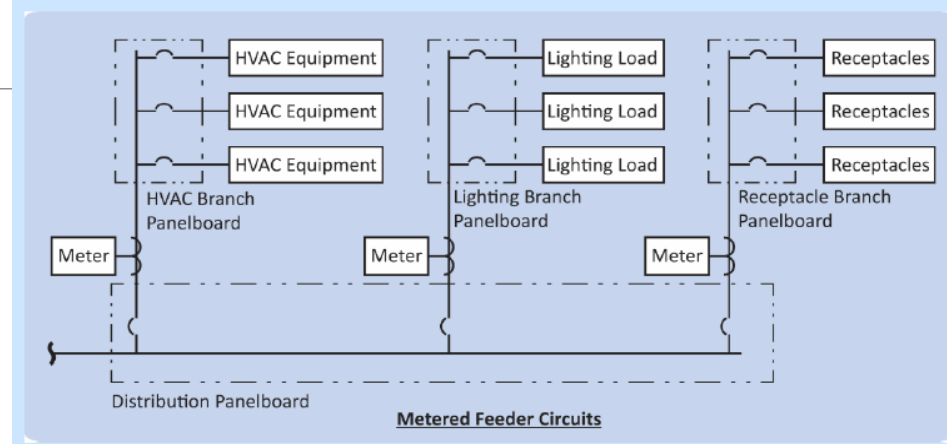 HVAC Equipment
Lighting Load
Receptacles
HVAC Equipment
Lighting Load
Receptacles
HVAC Equipment
Lighting Load
Receptacles
HVAC Branch
Panelboard
Lighting Branch
Panelboard
Receptacle Branch
Panelboard
Meter
Meter
Meter
Distribution Panelboard
Metered Feeder Circuits